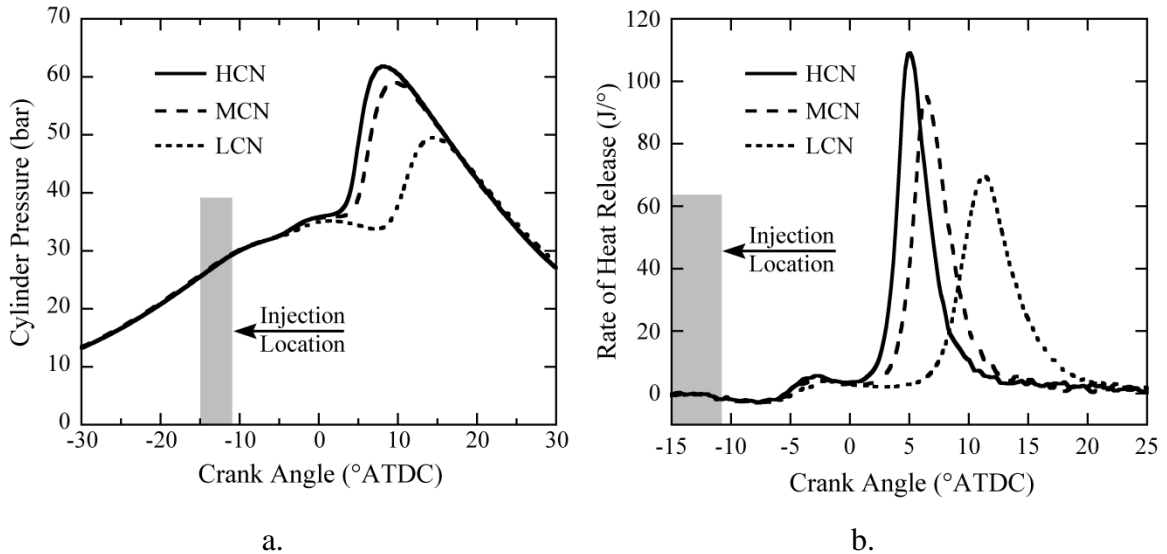 70
60
50
40
30
20
10
0
Cylinder Pressure (bar)
HCN
MCN
LCN
Injection
Location
-30
-20
-10
0
10
20
30
Crank Angle (°ATDC)
a.
120
100
80
60
40
20
0
Rate of Heat Release (J/°)
HCN
MCN
LCN
Injection
Location
-15
-10
-5
0
5
10
15
20
25
Crank Angle (°ATDC)
b.